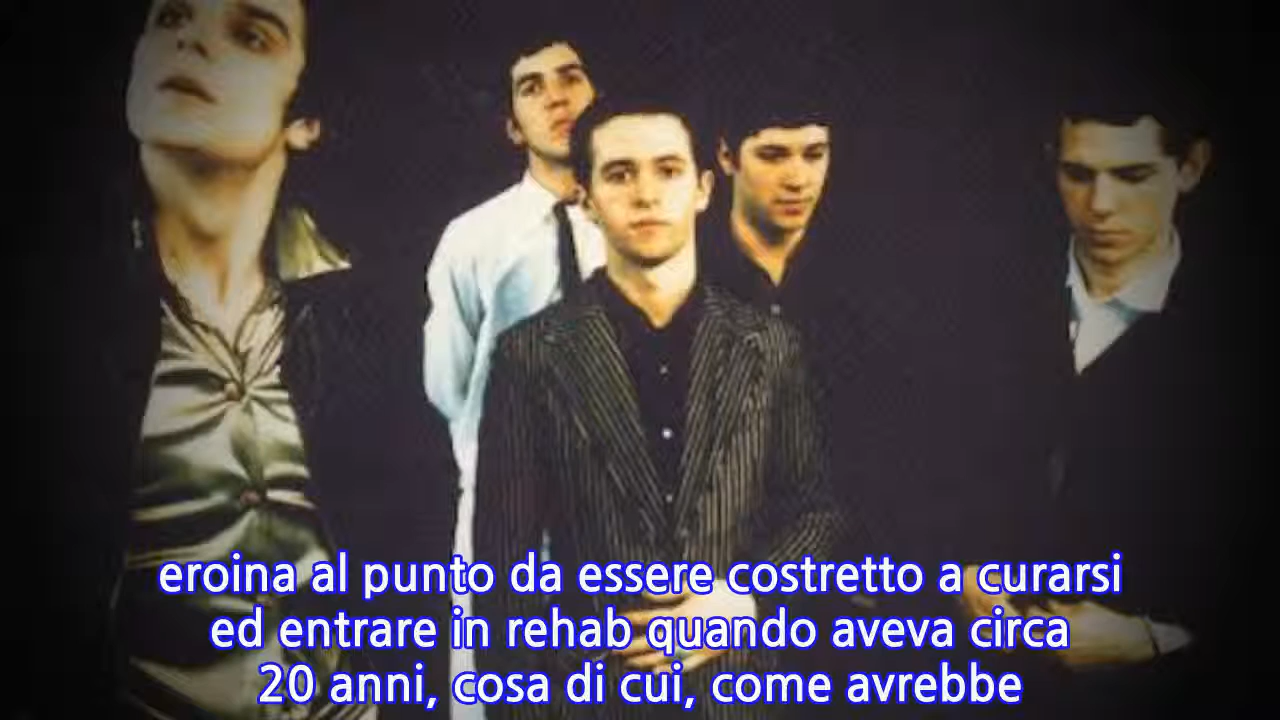 eroina al punto da essere costretto a curarsi
ed entrare in rehab quando aveva circa
20 anni, cosa di cui, come avrebbe